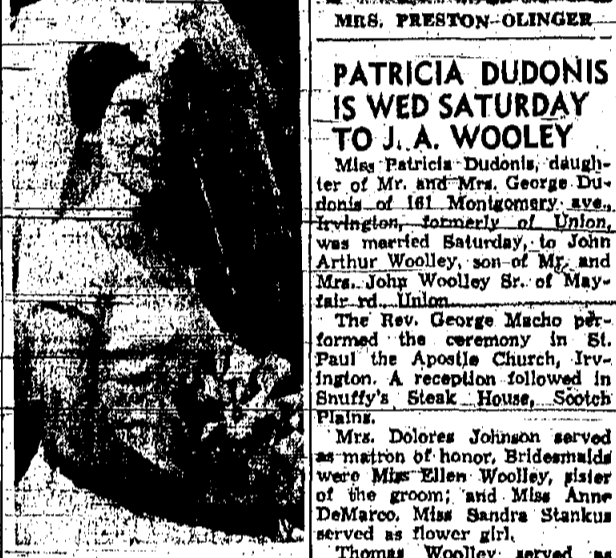 MRS. PRESTON OLINGER
PATRICIA DUDONIS
IS WED SATURDAY
TO J. A. WOOLEY
Miss Patricia Dudonis, daugh-
ter of Mr. and Mrs. George Du-
donis of 161 Montgomery ave.,
Irvington, formerly of Union,
was married Saturday, to John
Arthur Woolley, son of Mr. and
Mrs. John Woolley Sr. of May-
fair rd., Union.
The Rev. George Macho per-
formed the ceremony in St.
Paul the Apostle Church, Irv-
ington. A reception followed in
Snuffy's Steak House, Scotch
Plains.
Mrs. Dolores Johnson served
as matron of honor. Bridesmaids
were Miss Ellen Woolley, sister
of the groom; and Miss Anne
DeMarco. Miss Sandra Stankus
served as flower girl.
Thomas Woolley served